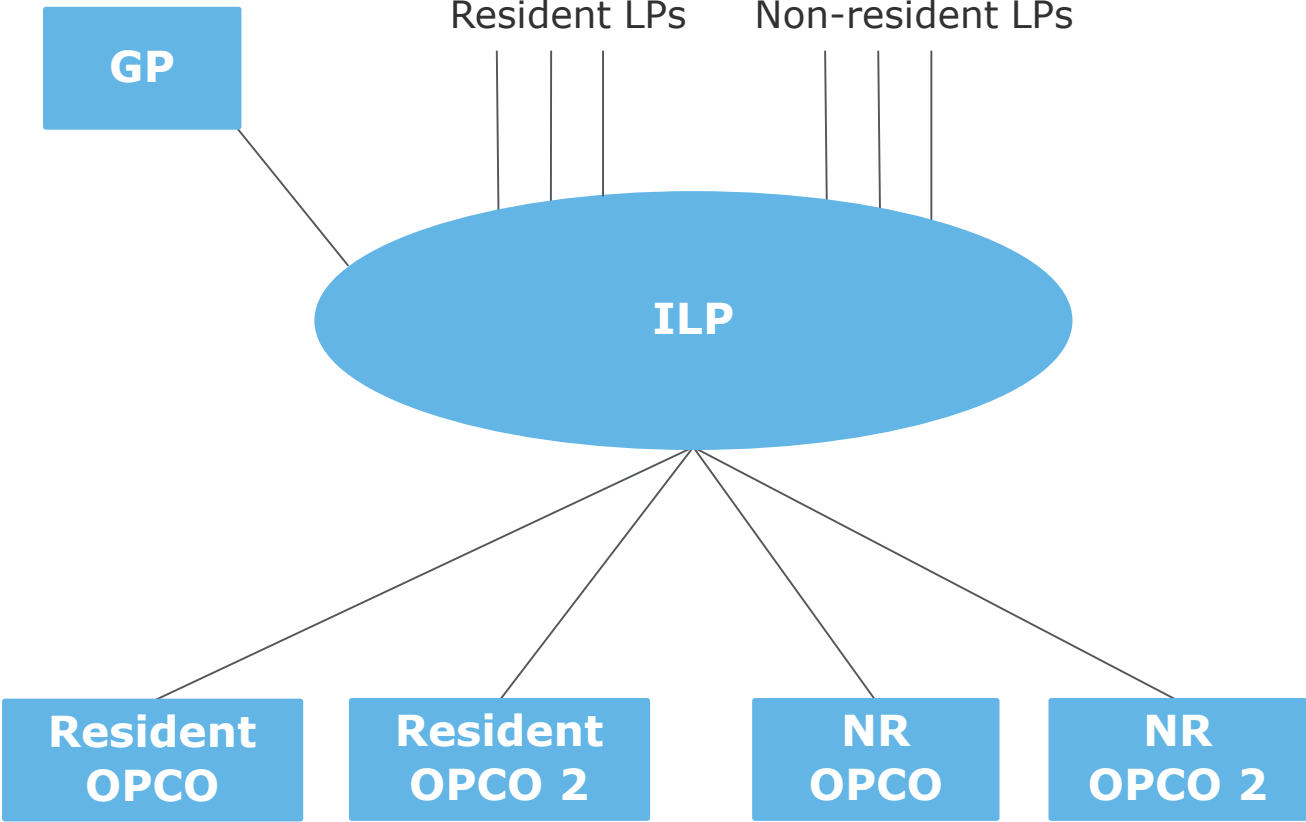 Resident LPs
Non-resident LPs
GP
ILP
Resident
OPCO
Resident
OPCO 2
NR
OPCO
NR
OPCO 2